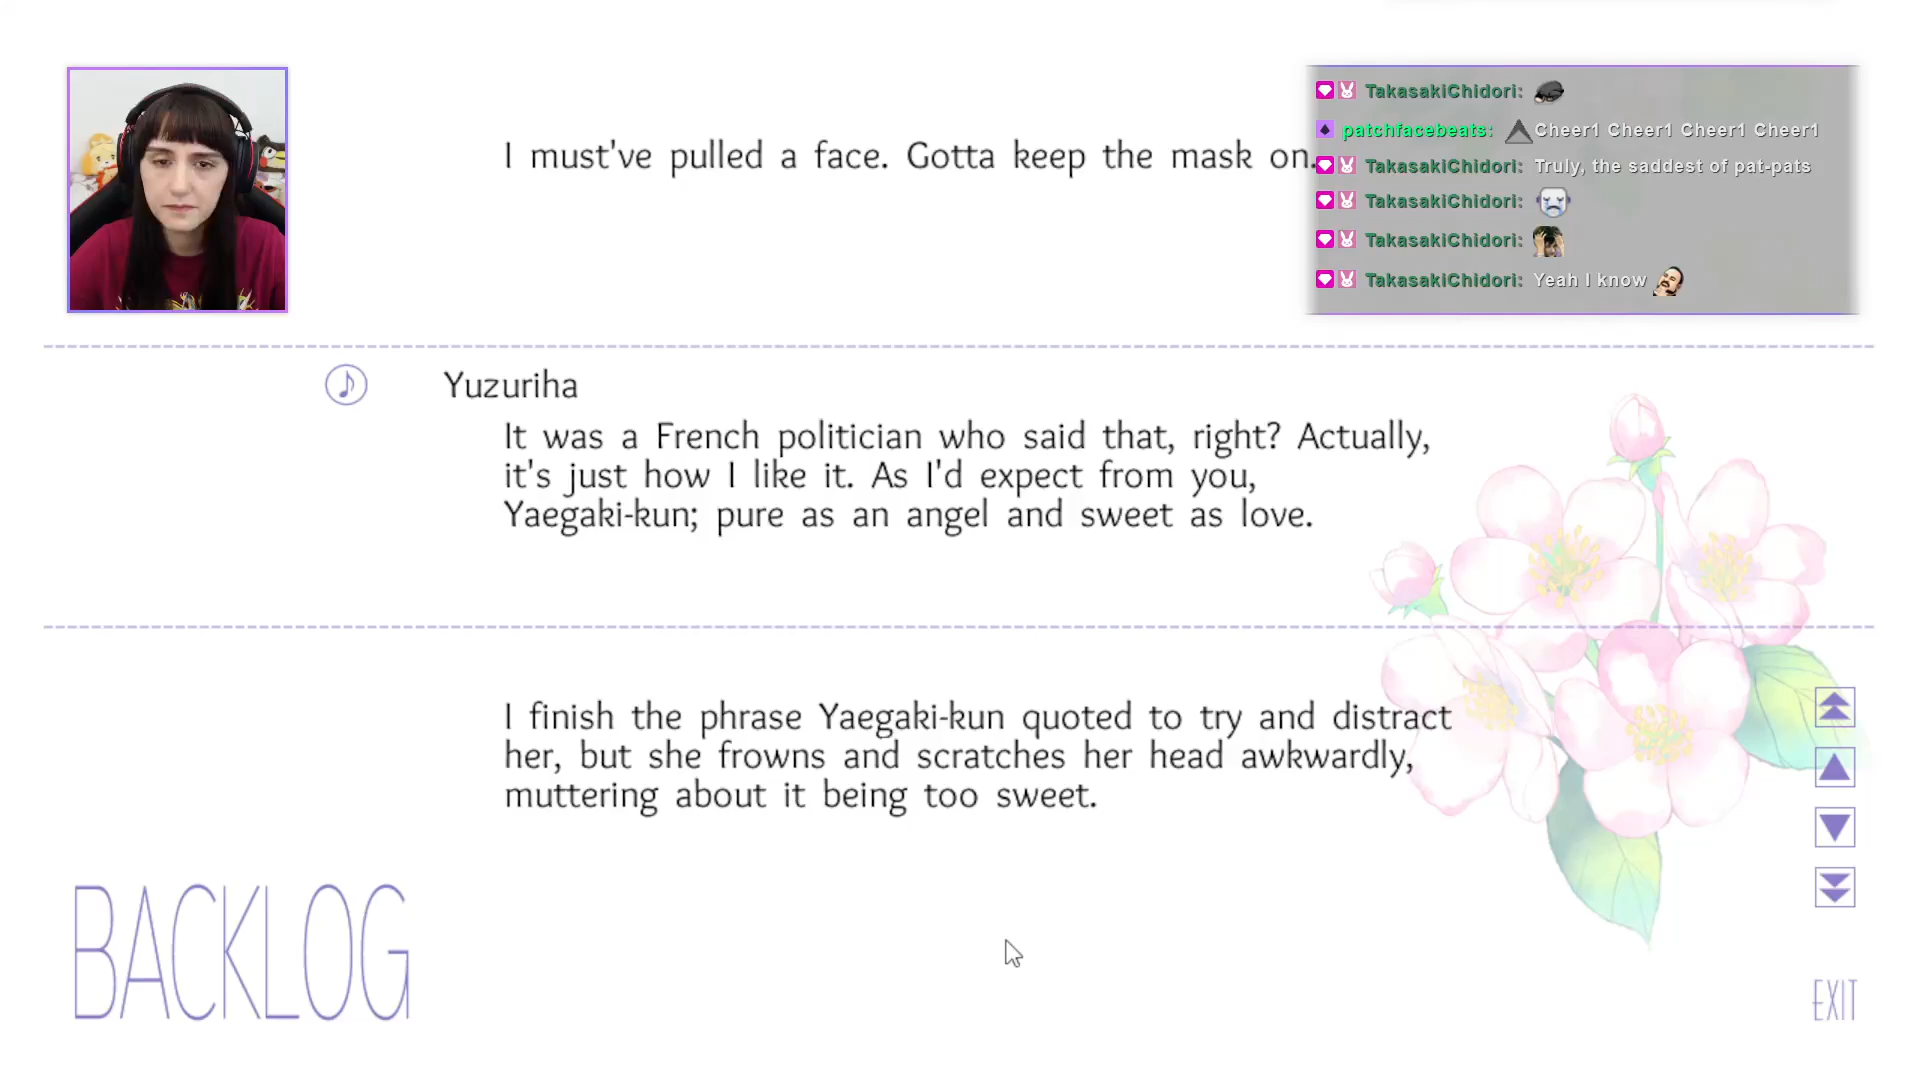 I must've pulled a face. Gotta keep the mask on.
TakasakiChidori:
patchfacebeats: Cheer1 Cheer1 Cheer1 Cheer1
TakasakiChidori: Truly, the saddest of pat-pats
TakasakiChidori:
TakasakiChidori:
TakasakiChidori: Yeah I know
Yuzuriha
It was a French politician who said that, right? Actually,
it's just how I like it. As I'd expect from you,
Yaegaki-kun; pure as an angel and sweet as love.
I finish the phrase Yaegaki-kun quoted to try and distract
her, but she frowns and scratches her head awkwardly,
muttering about it being too sweet.
BACKLOG
EXIT